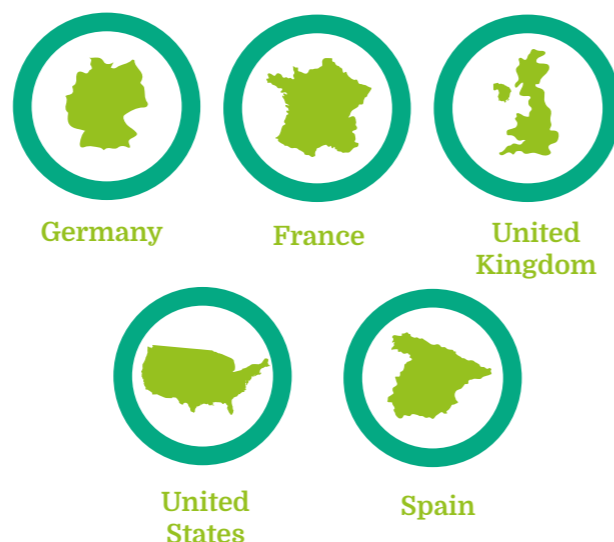 Germany
France
United
Kingdom
United
States
Spain